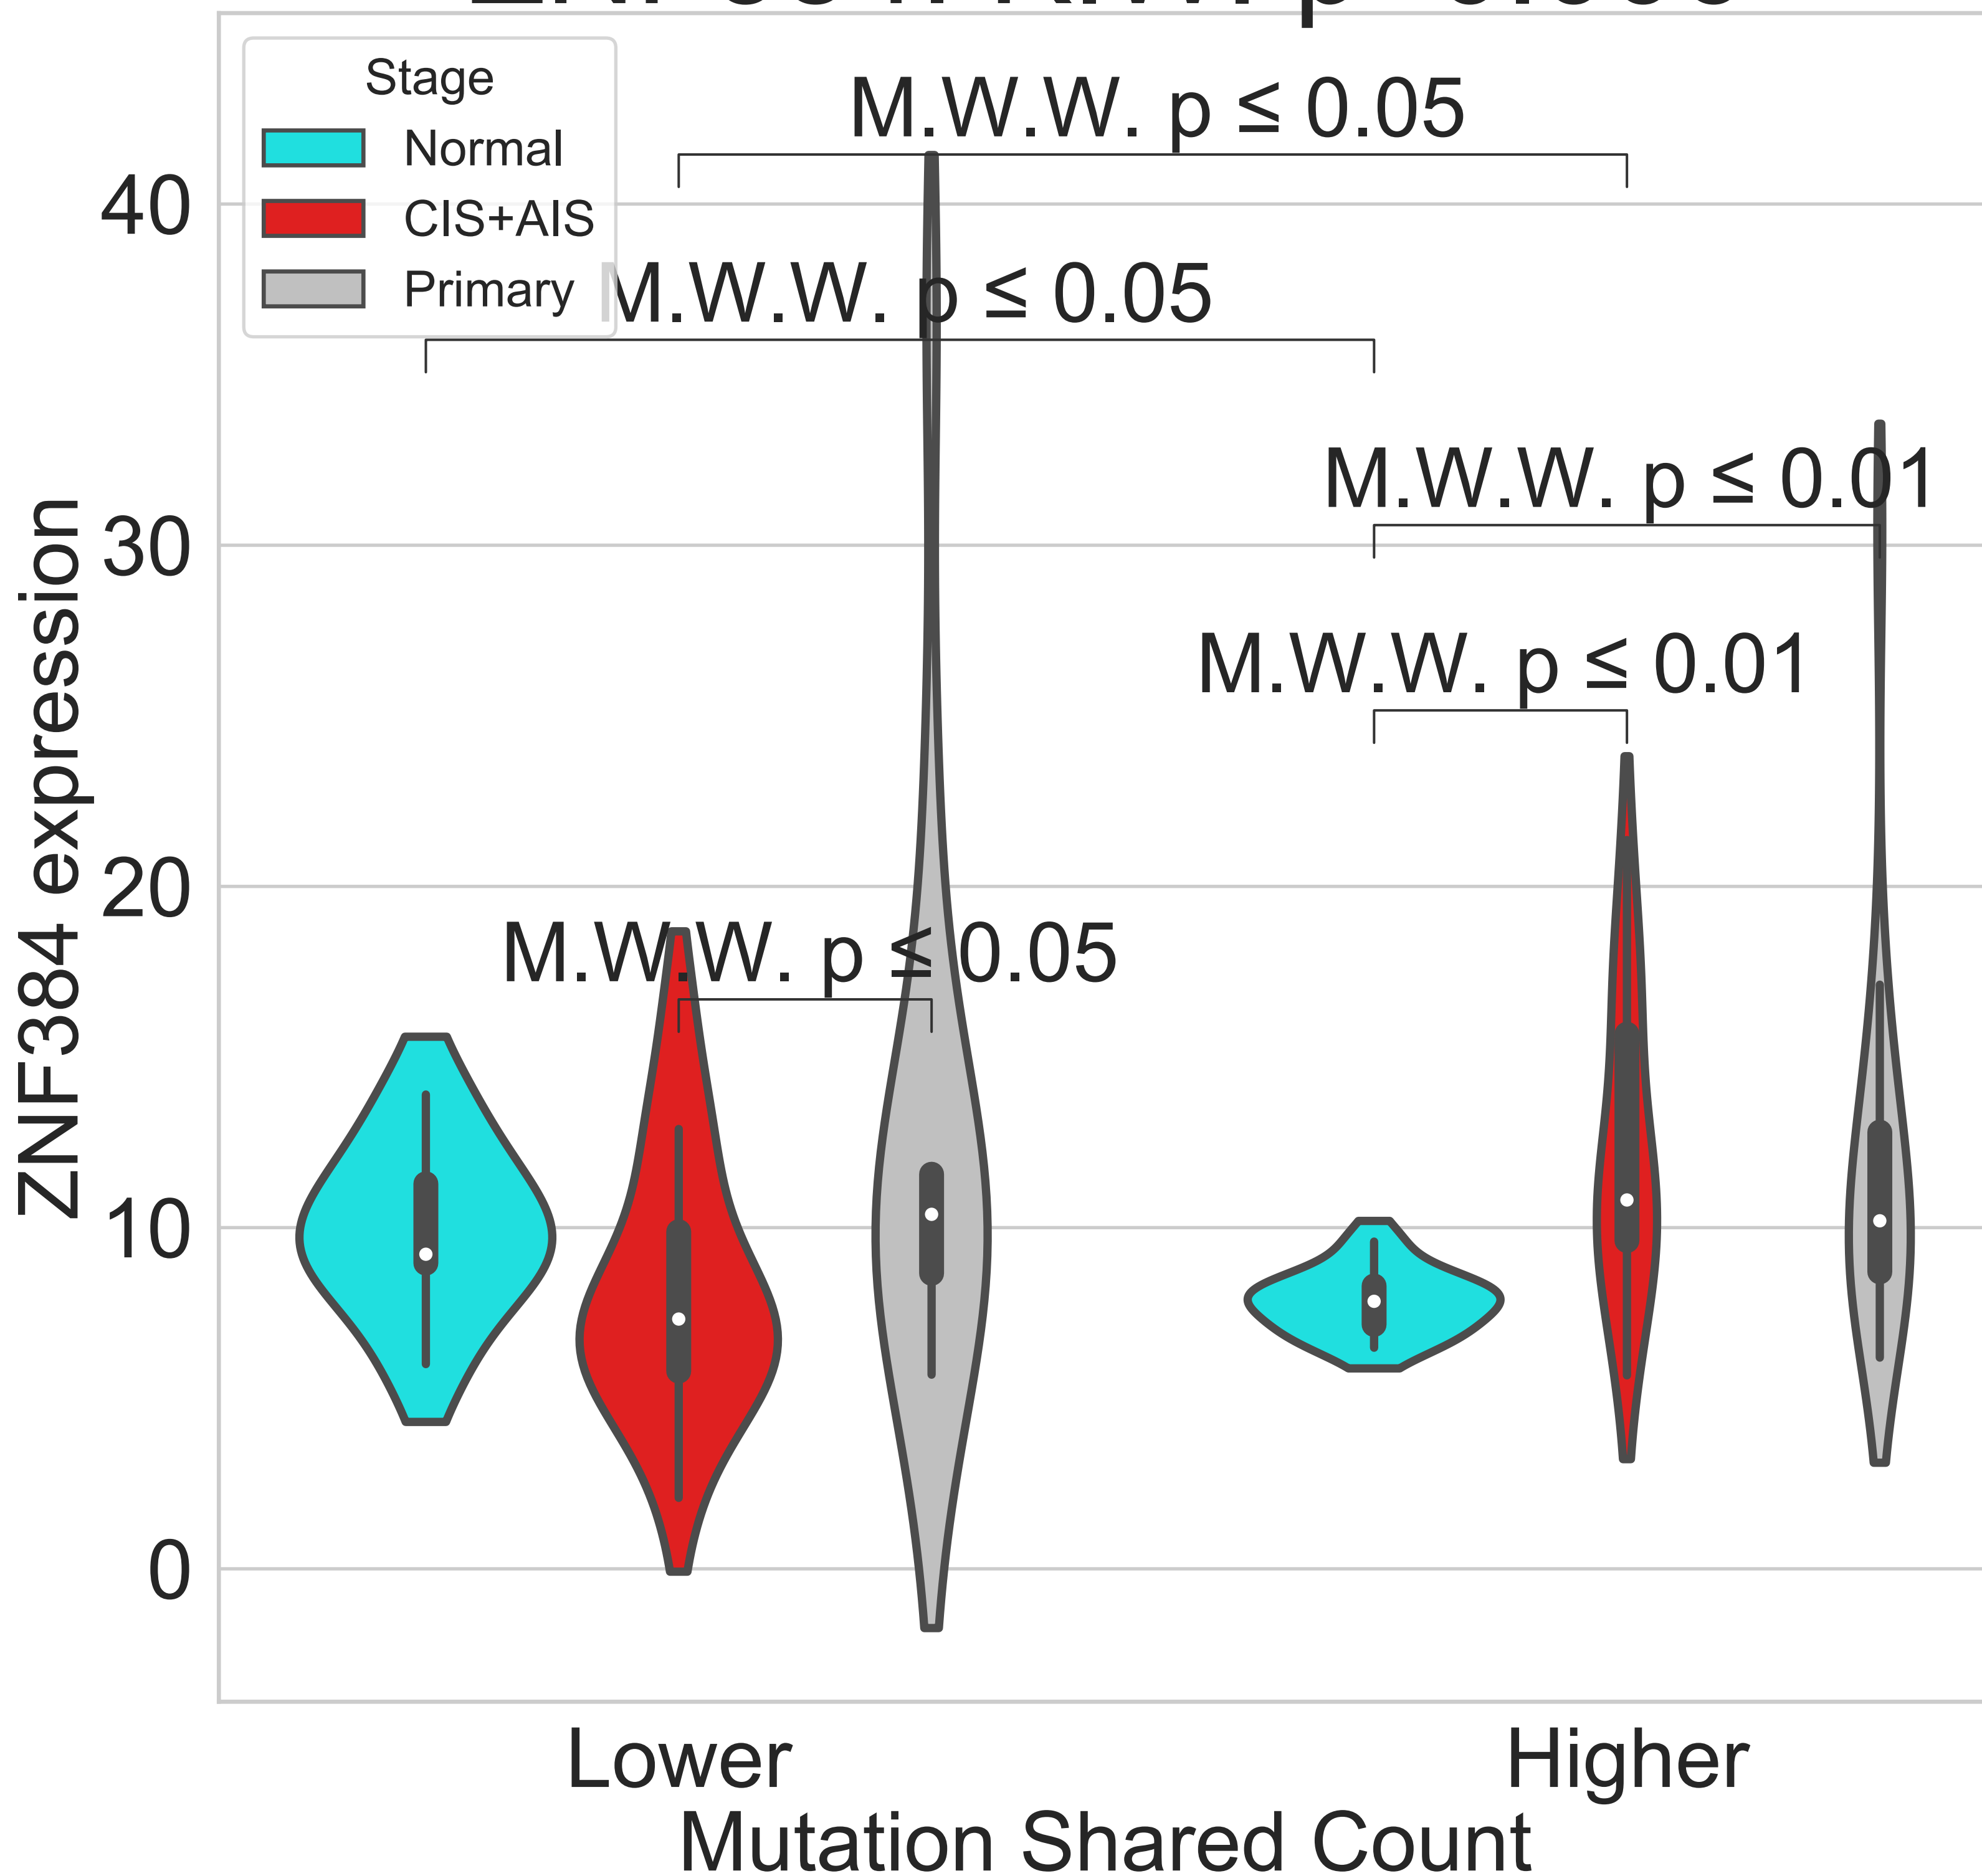 Stage
Normal
CIS+AIS
Primary
M.W.W. p ≤ 0.05
M.W.W. p ≤ 0.05
M.W.W. p ≤ 0.01
M.W.W. p ≤ 0.01
M.W.W. p ≤ 0.05
40
30
20
10
0
ZNF384 expression
Lower
Higher
Mutation Shared Count